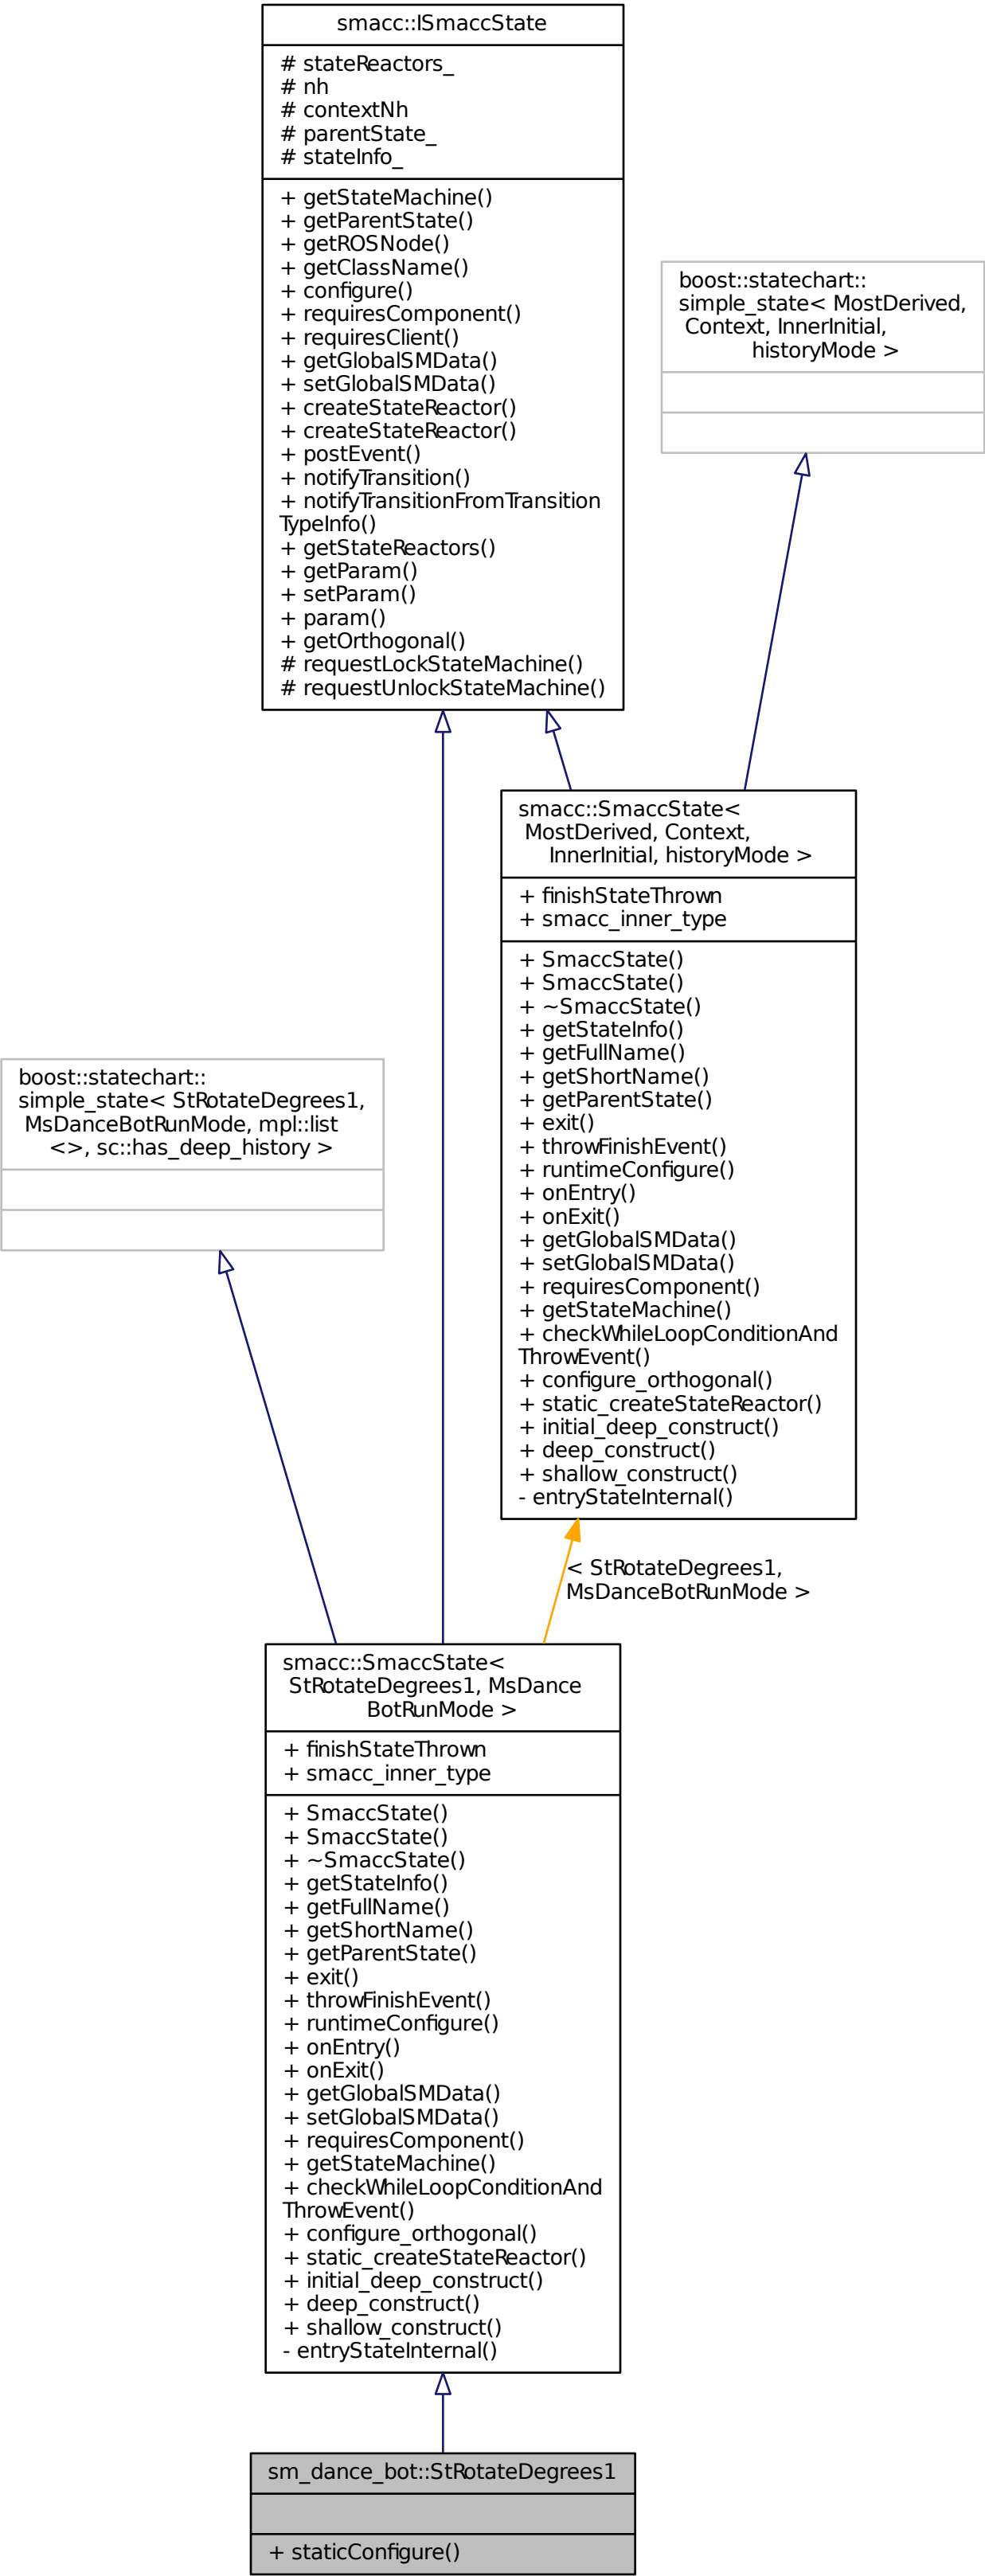 smacc::ISmaccState
# stateReactors_
# nh
# contextNh
# parentState_
# stateInfo_
+ getStateMachine()
+ getParentState()
+ getROSNode()
+ getClassName()
+ configure()
+ requiresComponent()
+ requiresClient()
+ getGlobalSMData()
+ setGlobalSMData()
+ createStateReactor()
+ createStateReactor()
+ postEvent()
+ notifyTransition()
+ notifyTransitionFromTransition
TypeInfo()
+ getStateReactors()
+ getParam()
+ setParam()
+ param()
+ getOrthogonal()
# requestLockStateMachine()
# requestUnlockStateMachine()
boost::statechart::
simple_state< MostDerived,
Context, InnerInitial,
historyMode >
smacc::SmaccState<
MostDerived, Context,
InnerInitial, historyMode >
+ finishStateThrown
+ smacc_inner_type
+ SmaccState()
+ SmaccState()
+ ~SmaccState()
+ getStateInfo()
+ getFullName()
+ getShortName()
+ getParentState()
+ exit()
+ throwFinishEvent()
+ runtimeConfigure()
+ onEntry()
+ onExit()
+ getGlobalSMData()
+ setGlobalSMData()
+ requiresComponent()
+ getStateMachine()
+ checkWhileLoopConditionAnd
ThrowEvent()
+ configure_orthogonal()
+ static_createStateReactor()
+ initial_deep_construct()
+ deep_construct()
+ shallow_construct()
- entryStateInternal()
boost::statechart::
simple_state< StRotateDegrees1,
MsDanceBotRunMode, mpl::list
<>, sc::has_deep_history >
< StRotateDegrees1,
MsDanceBotRunMode >
smacc::SmaccState<
StRotateDegrees1, MsDance
BotRunMode >
+ finishStateThrown
+ smacc_inner_type
+ SmaccState()
+ SmaccState()
+ ~SmaccState()
+ getStateInfo()
+ getFullName()
+ getShortName()
+ getParentState()
+ exit()
+ throwFinishEvent()
+ runtimeConfigure()
+ onEntry()
+ onExit()
+ getGlobalSMData()
+ setGlobalSMData()
+ requiresComponent()
+ getStateMachine()
+ checkWhileLoopConditionAnd
ThrowEvent()
+ configure_orthogonal()
+ static_createStateReactor()
+ initial_deep_construct()
+ deep_construct()
+ shallow_construct()
- entryStateInternal()
sm_dance_bot::StRotateDegrees1
+ staticConfigure()